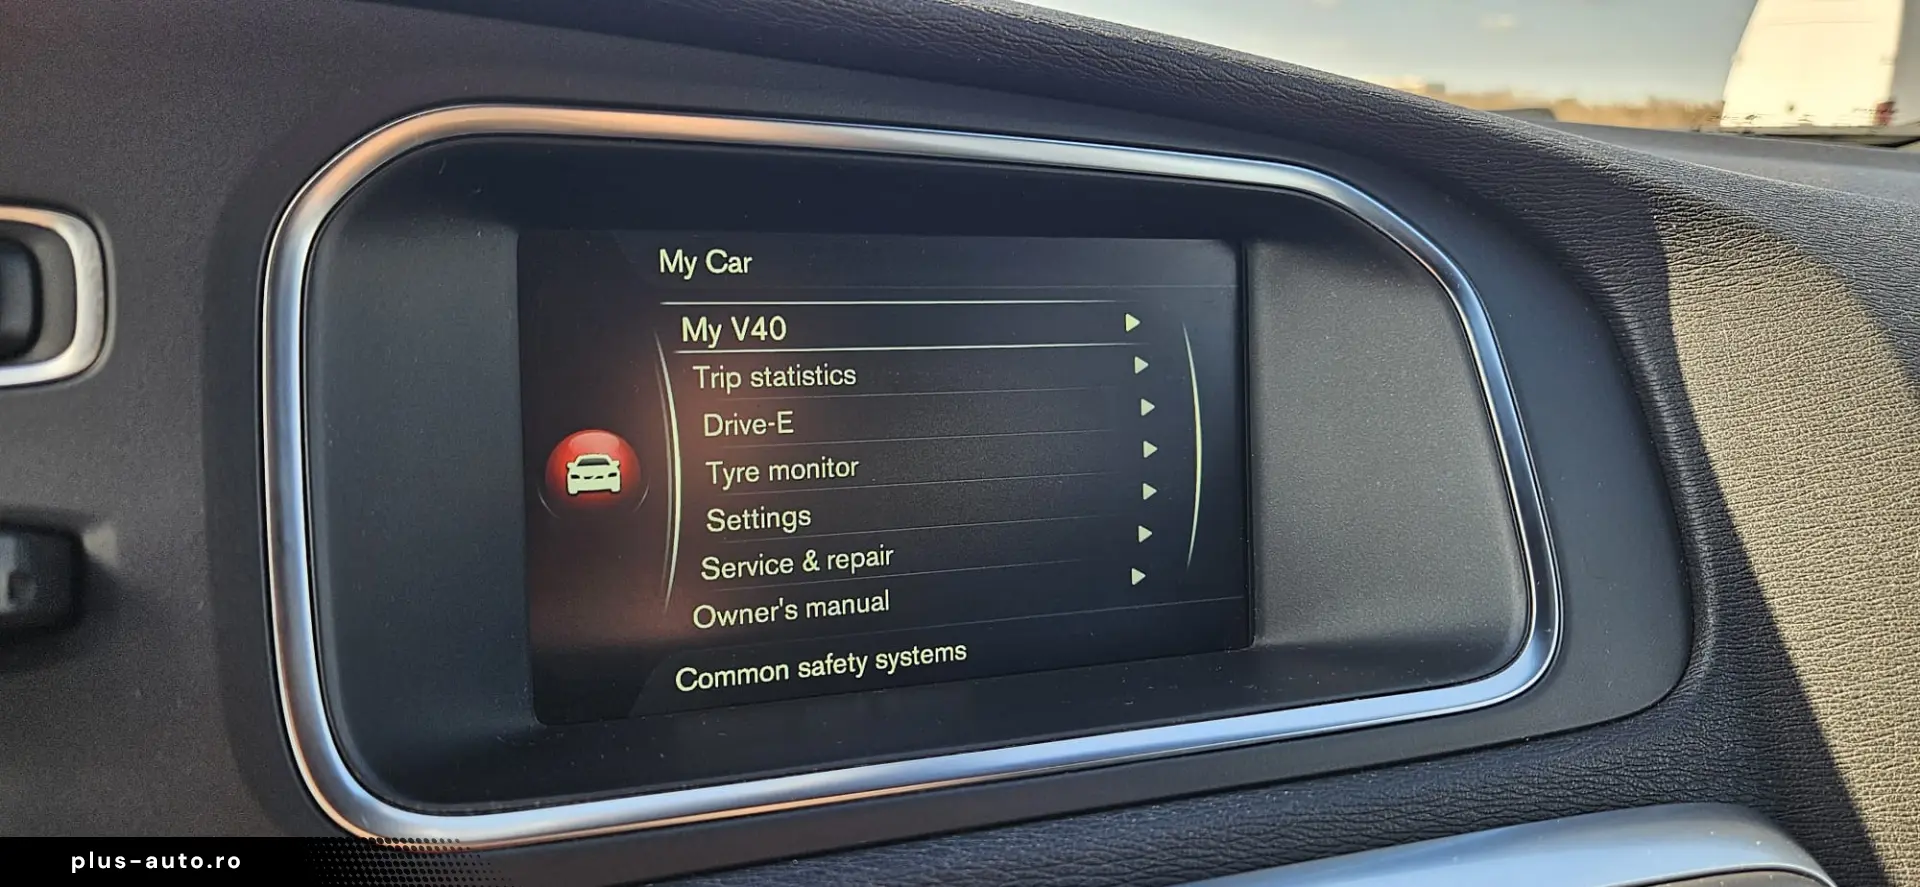 My Car
My V40
Trip statistics
Drive-E
Tyre monitor
Settings
Service & repair
Owner's manual
Common safety systems
plus-auto.ro